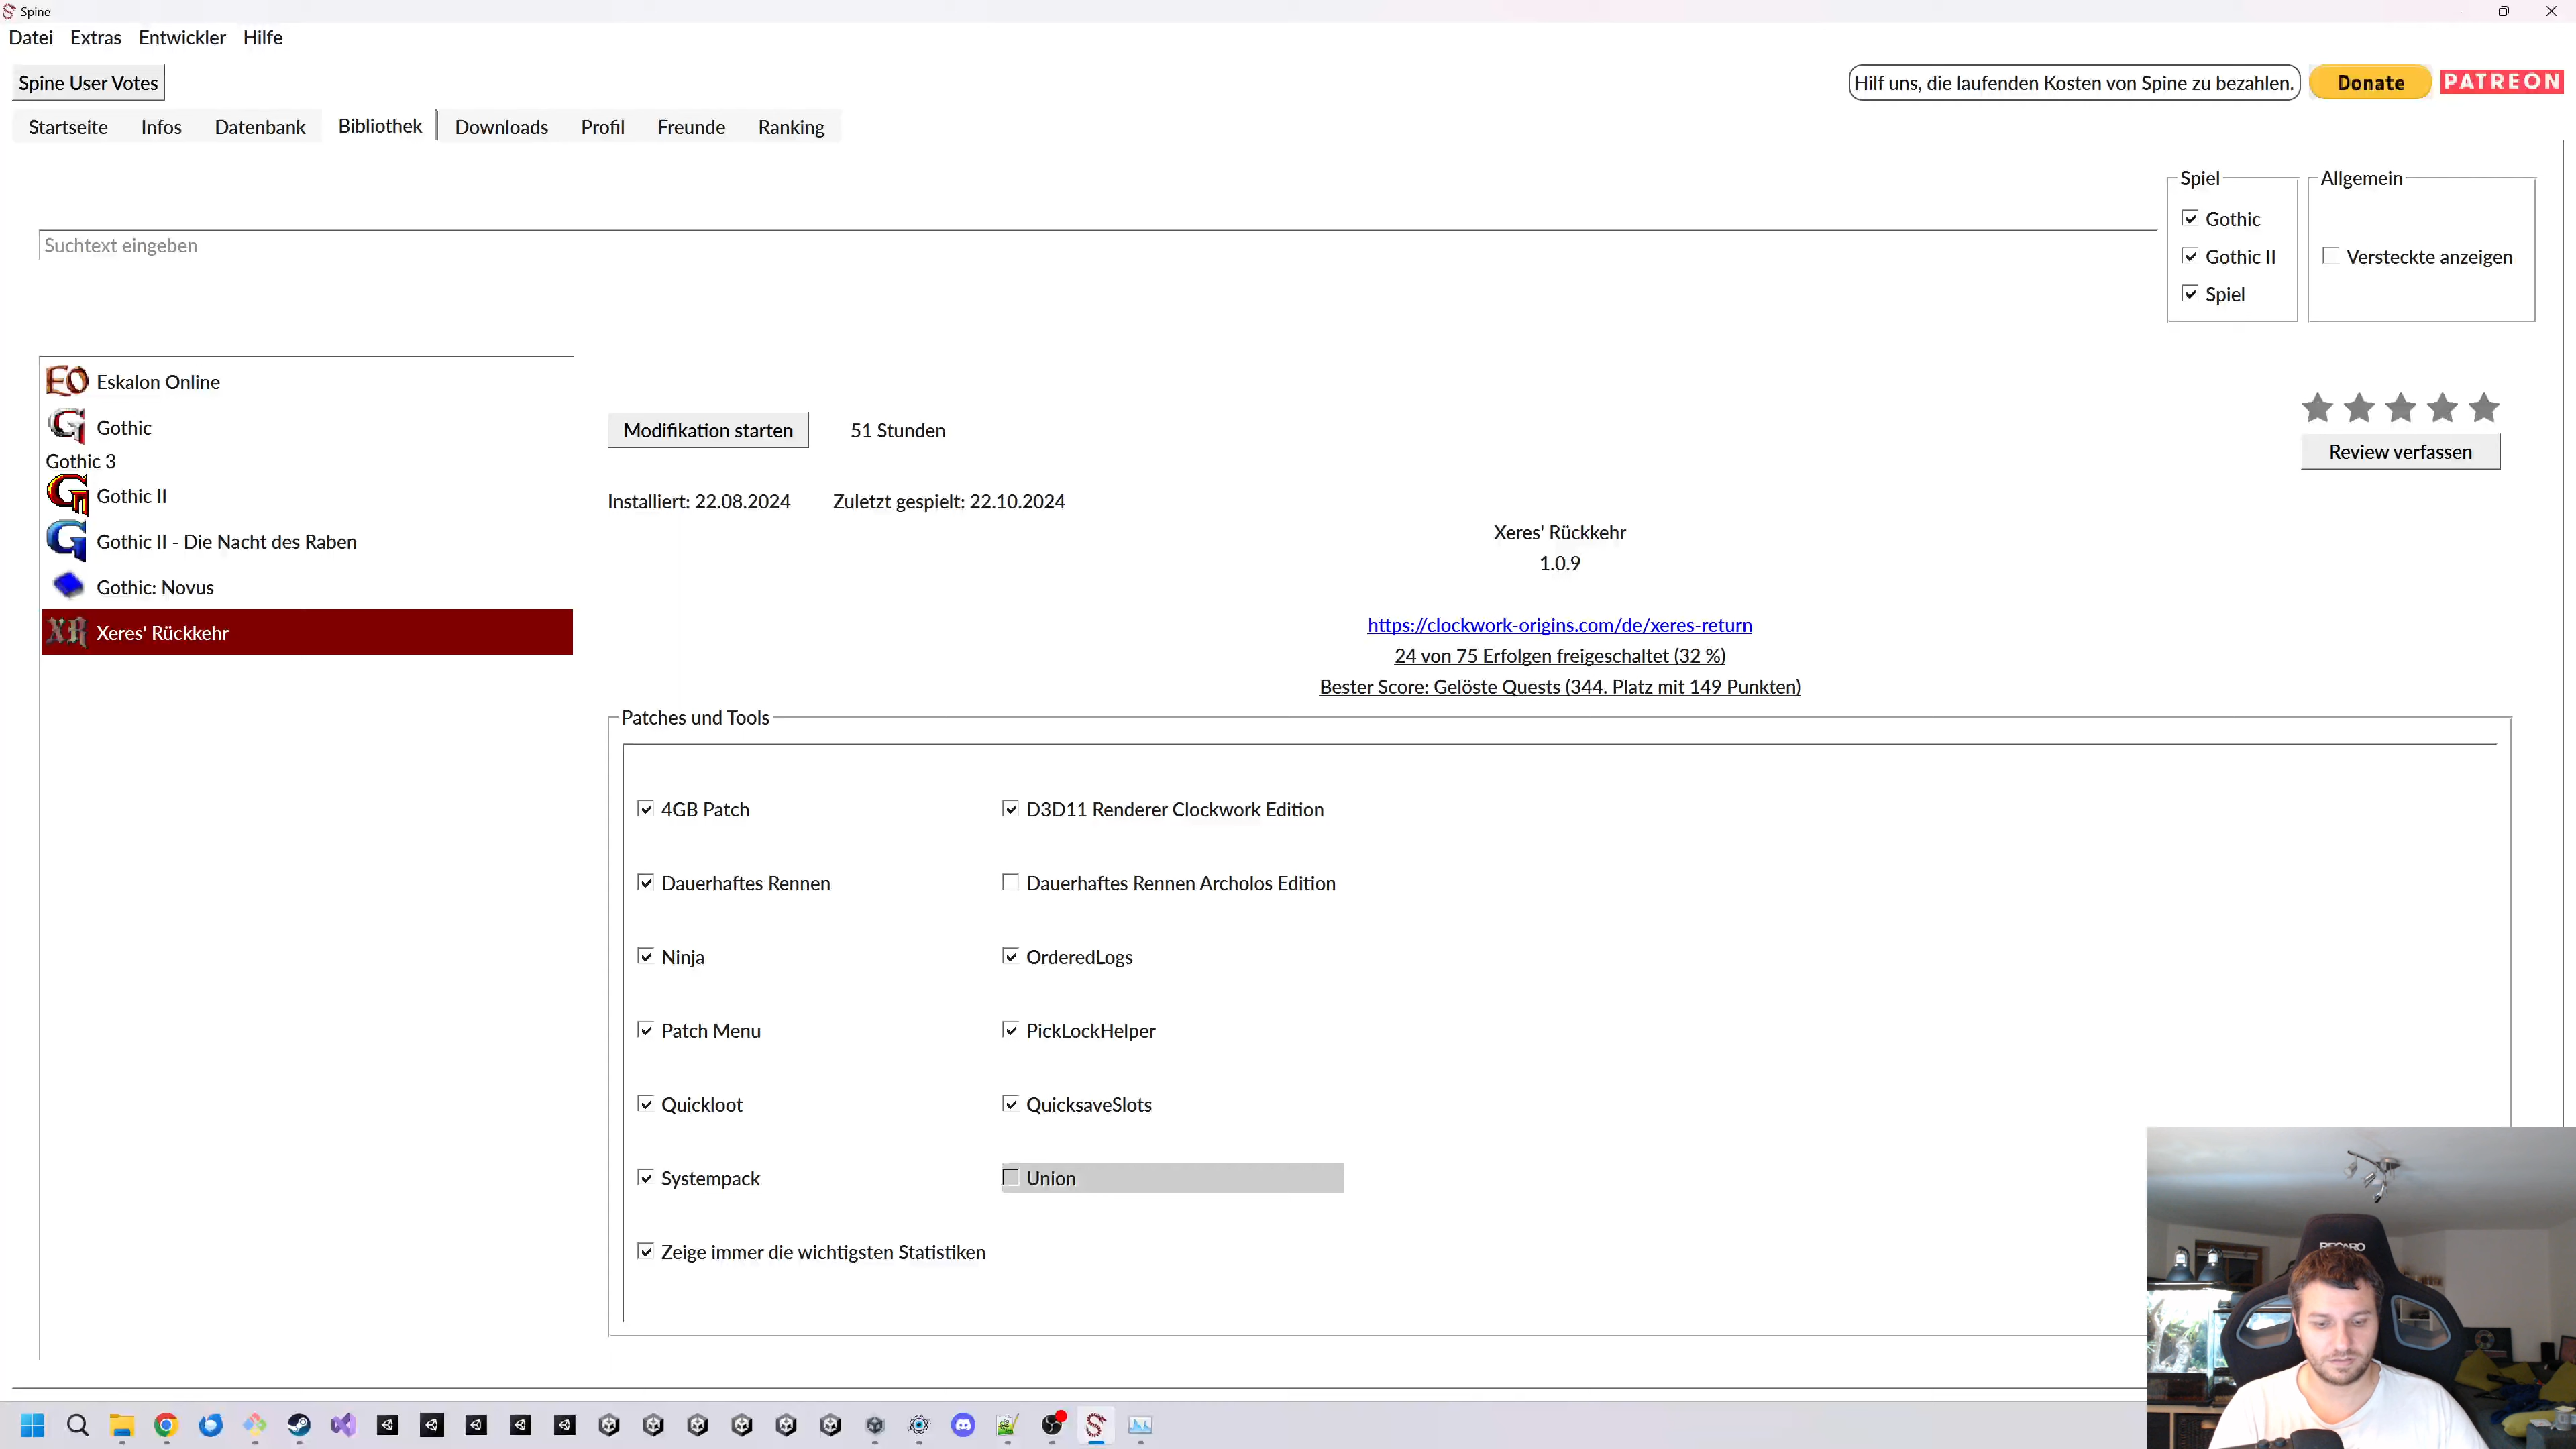 Spine
Datei Extras Entwickler Hilfe
Spine User Votes
Hilf uns, die laufenden Kosten von Spine zu bezahlen. Donate PATREON
Startseite Infos Datenbank Bibliothek Downloads Profil Freunde Ranking
Spiel Allgemein
Gothic
Suchtext eingeben
Gothic II Versteckte anzeigen
Spiel
Eskalon Online
Gothic
Gothic 3
Gothic II
Gothic II - Die Nacht des Raben
Gothic: Novus
XR Xeres' Rückkehr
Modifikation starten 51 Stunden
Review verfassen
Installiert: 22.08.2024 Zuletzt gespielt: 22.10.2024
Xeres' Rückkehr
1.0.9
https://clockwork-origins.com/de/xeres-return
24 von 75 Erfolgen freigeschaltet (32 %)
Bester Score: Gelöste Quests (344. Platz mit 149 Punkten)
Patches und Tools
4GB Patch D3D11 Renderer Clockwork Edition
Dauerhaftes Rennen Dauerhaftes Rennen Archolos Edition
Ninja OrderedLogs
Patch Menu PickLockHelper
Quickloot QuicksaveSlots
Systempack Union
Zeige immer die wichtigsten Statistiken
RECARO